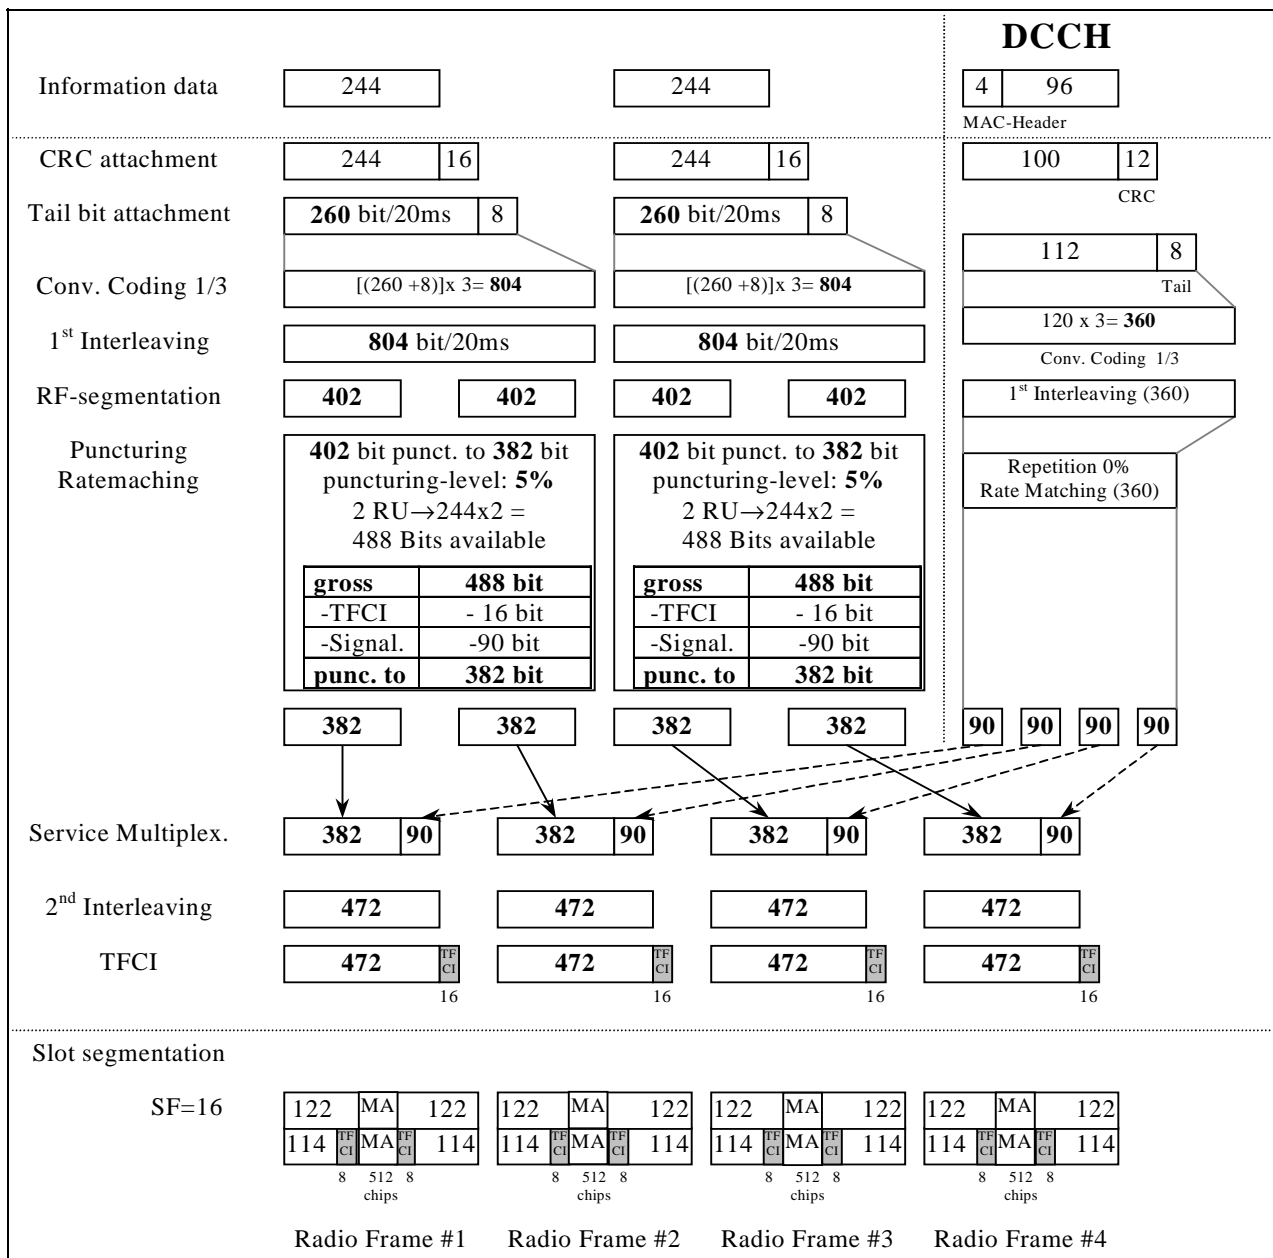 DCCH
Information data 244 244 4 96
MAC-Header
CRC attachment 244 16 244 16 100 12
CRC
Tail bit attachment 260 bit/20ms 8 260 bit/20ms 8
112 8
Tail
Conv. Coding 1/3 [(260 +8)]x 3= 804 [(260 +8)]x 3= 804
120 x 3= 360
Conv. Coding 1/3
1st Interleaving 804 bit/20ms 804 bit/20ms
RF-segmentation 402 402 402 402 1st Interleaving (360)
Puncturing
Ratemaching
402 bit punct. to 382 bit
puncturing-level: 5%
2 RU→244x2 =
488 Bits available
gross 488 bit
-TFCI - 16 bit
-Signal. -90 bit
punc. to 382 bit
402 bit punct. to 382 bit
puncturing-level: 5%
2 RU→244x2 =
488 Bits available
gross 488 bit
-TFCI - 16 bit
-Signal. -90 bit
punc. to 382 bit
Repetition 0%
Rate Matching (360)
382 382 382 382 90 90 90 90
Service Multiplex. 382 90 382 90 382 90 382 90
2nd Interleaving 472 472 472 472
TFCI 472 TF CI 472 TF CI 472 TF CI 472 TF CI
16 16 16 16
Slot segmentation
SF=16 122 MA 122 122 MA 122 122 MA 122 122 MA 122
114 TF CI MA TF CI 114 114 TF CI MA TF CI 114 114 TF CI MA TF CI 114 114 TF CI MA TF CI 114
8 512 8 8 512 8 8 512 8 8 512 8
chips chips chips chips
Radio Frame #1 Radio Frame #2 Radio Frame #3 Radio Frame #4